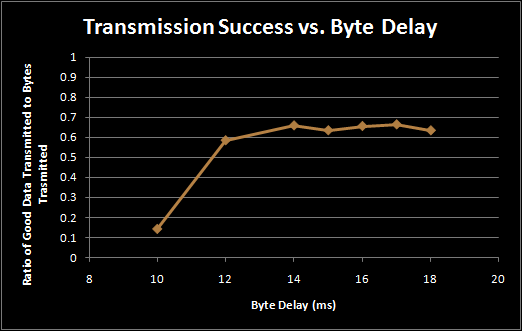 Transmission Success vs. Byte Delay
Ratio of Good Data Transmitted to Bytes
Trasmitted
1
0.9
0.8
0.7
0.6
0.5
0.4
0.3
0.2
0.1
0
8 10 12 14 16 18 20
Byte Delay (ms)